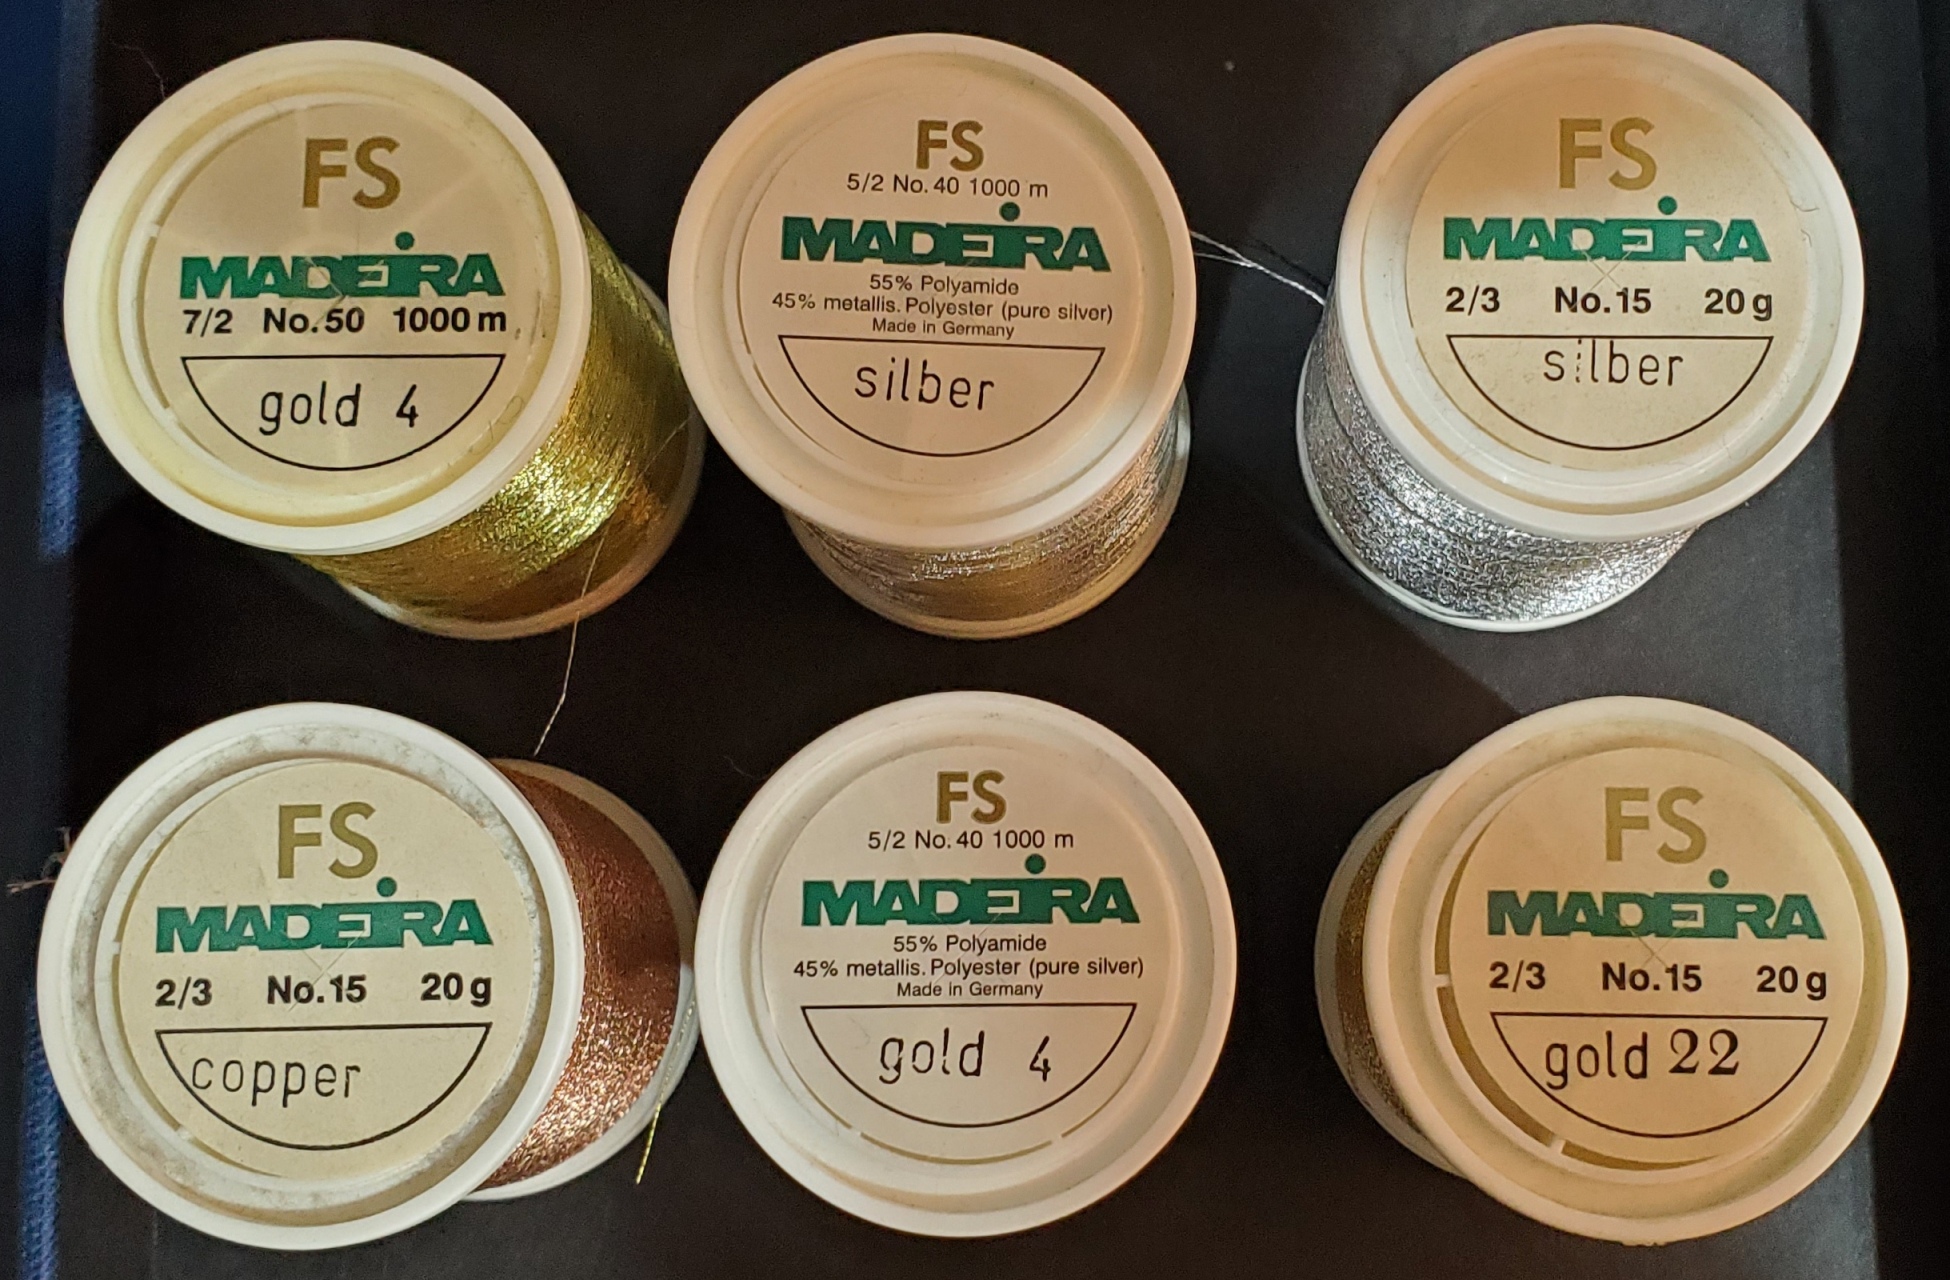 FS
MADEIRA
7/2 No.50 1000 m
gold 4
FS
5/2 No. 40 1000 m
MADEIRA
55% Polyamide
45% metallis. Polyester (pure silver)
Made in Germany
silber
FS
MADEIRA
2/3 No.15 20 g
silber
FS
MADEIRA
2/3 No.15 20 g
copper
FS
5/2 No. 40 1000 m
MADEIRA
55% Polyamide
45% metallis. Polyester (pure silver)
Made in Germany
gold 4
FS
MADEIRA
2/3 No.15 20 g
gold 22